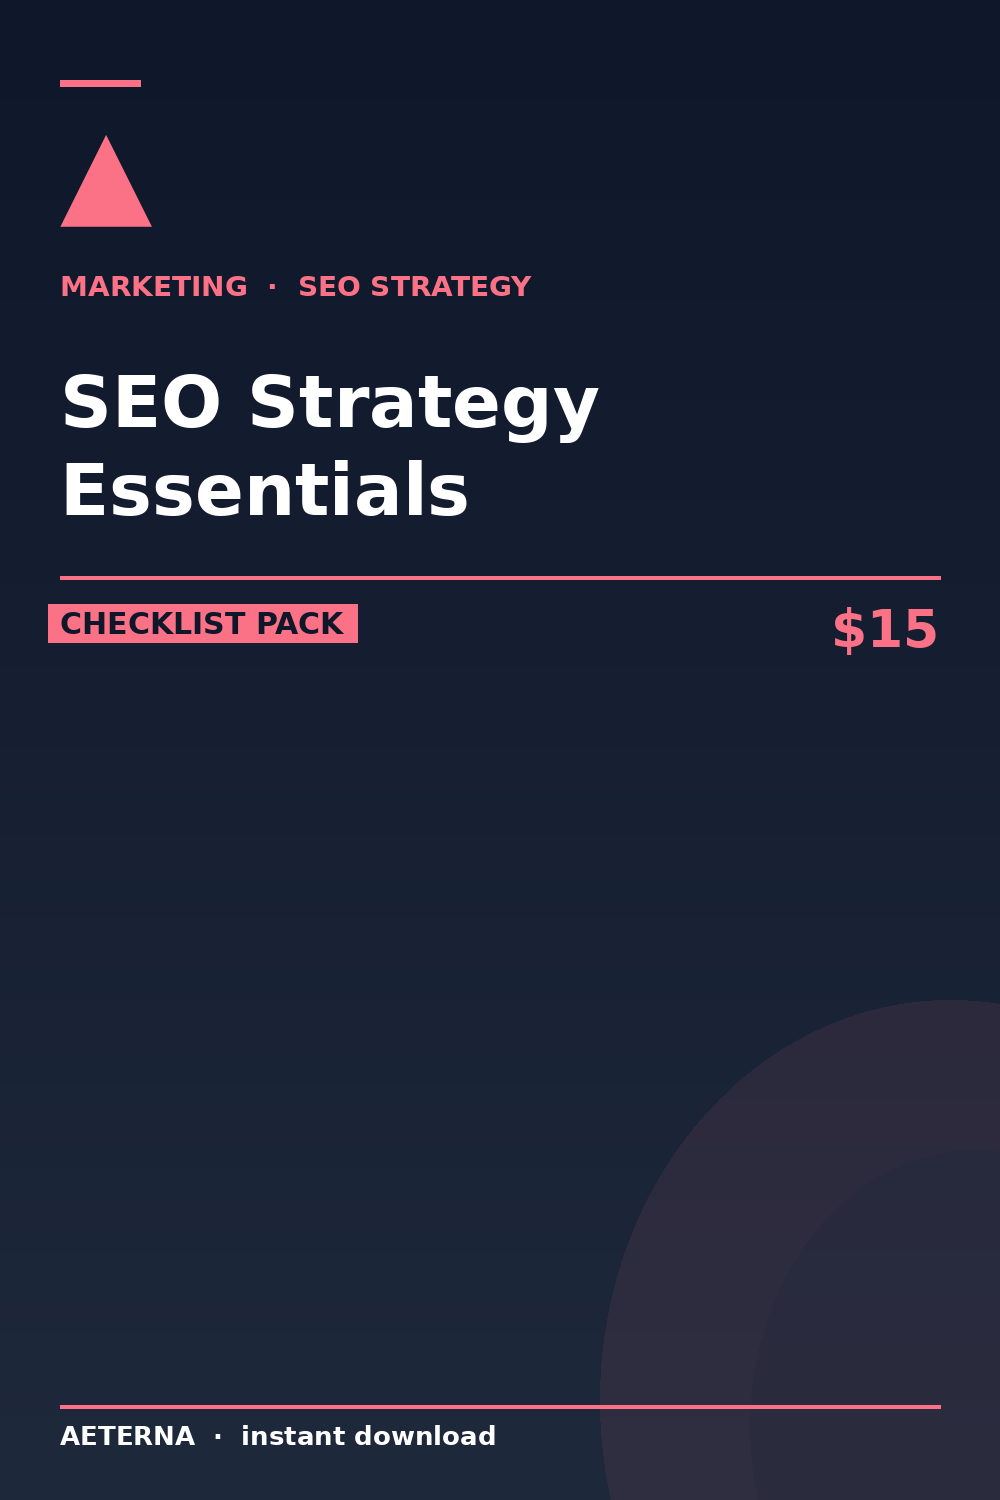 MARKETING · SEO STRATEGY
SEO Strategy
Essentials
CHECKLIST PACK
$15
AETERNA · instant download